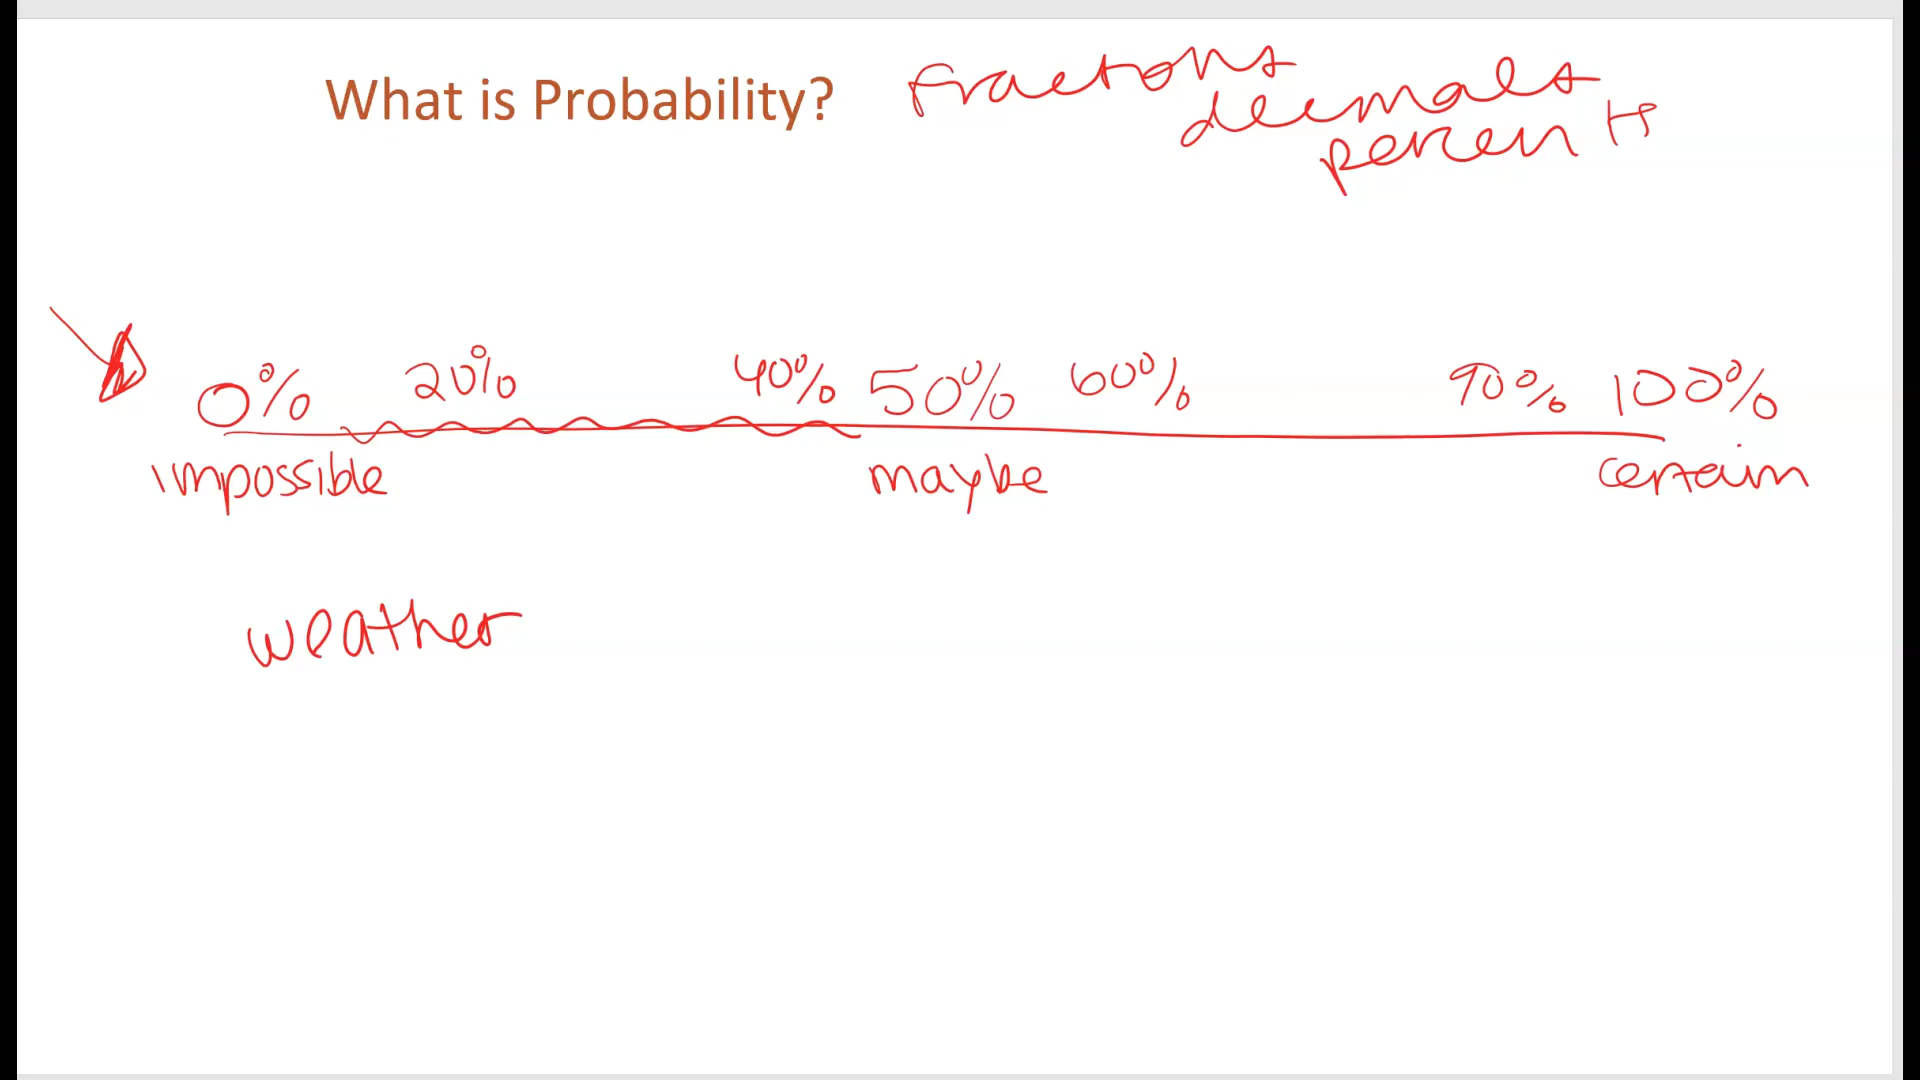 What is Probability? fractions
decimals
percents
0% 20% 40% 50% 60% 90% 100%
impossible maybe certain
weather